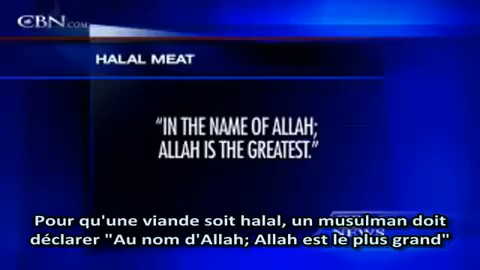 CBN.COM
HALAL MEAT
"IN THE NAME OF ALLAH;
ALLAH IS THE GREATEST."
NEWS
Pour qu'une viande soit halal, un musulman doit
déclarer "Au nom d'Allah; Allah est le plus grand"